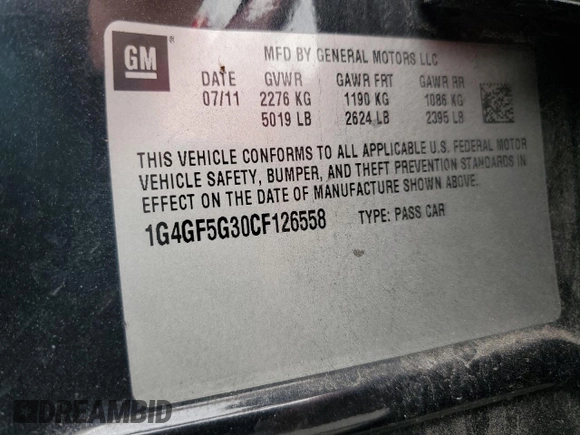 GM
MFD BY GENERAL MOTORS LLC
DATE GVWR GAWR FRT GAWR RR
07/11 2276 KG 1190 KG 1086 KG
5019 LB 2624 LB 2395 LB
THIS VEHICLE CONFORMS TO ALL APPLICABLE U.S. FEDERAL MOTOR
VEHICLE SAFETY, BUMPER, AND THEFT PREVENTION STANDARDS IN
EFFECT ON THE DATE OF MANUFACTURE SHOWN ABOVE.
1G4GF5G30CF126558 TYPE: PASS CAR
DREAMBID